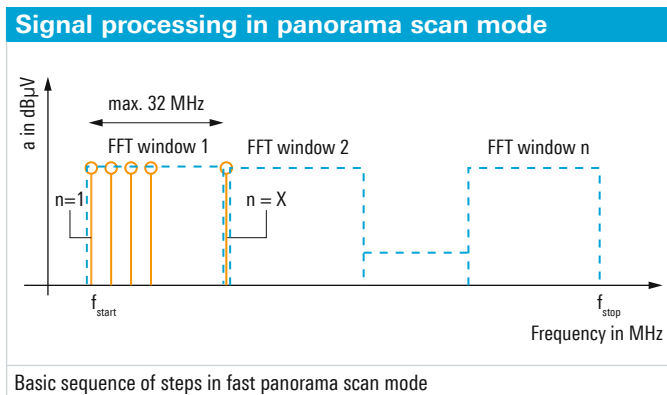 Signal processing in panorama scan mode
a in dBµV
max. 32 MHz
FFT window 1
FFT window 2
FFT window n
n=1
n = X
fstart
fstop
Frequency in MHz
Basic sequence of steps in fast panorama scan mode